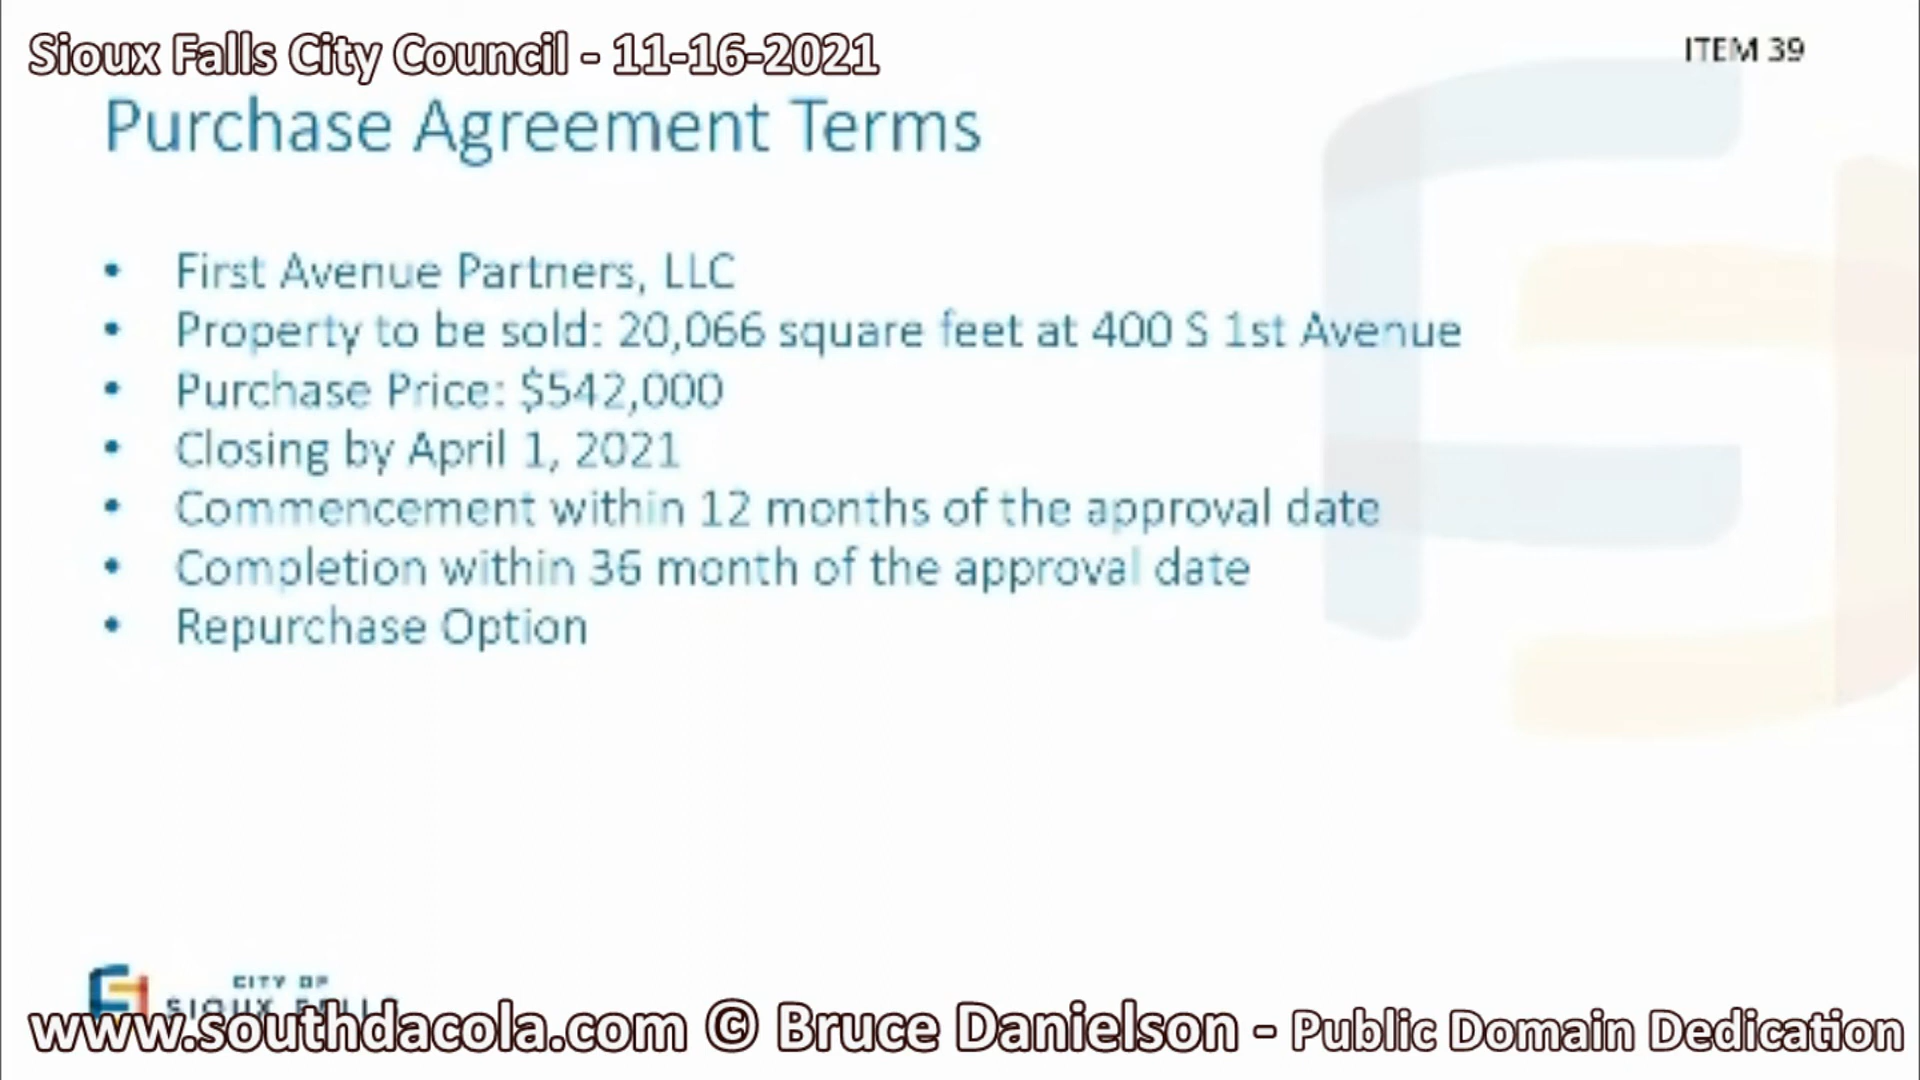 Sioux Falls City Council - 11-16-2021
ITEM 39
Purchase Agreement Terms
• First Avenue Partners, LLC
• Property to be sold: 20,066 square feet at 400 S 1st Avenue
• Purchase Price: $542,000
• Closing by April 1, 2021
• Commencement within 12 months of the approval date
• Completion within 36 month of the approval date
• Repurchase Option
CITY OF
SIOUX FALLS
www.southdacola.com © Bruce Danielson - Public Domain Dedication